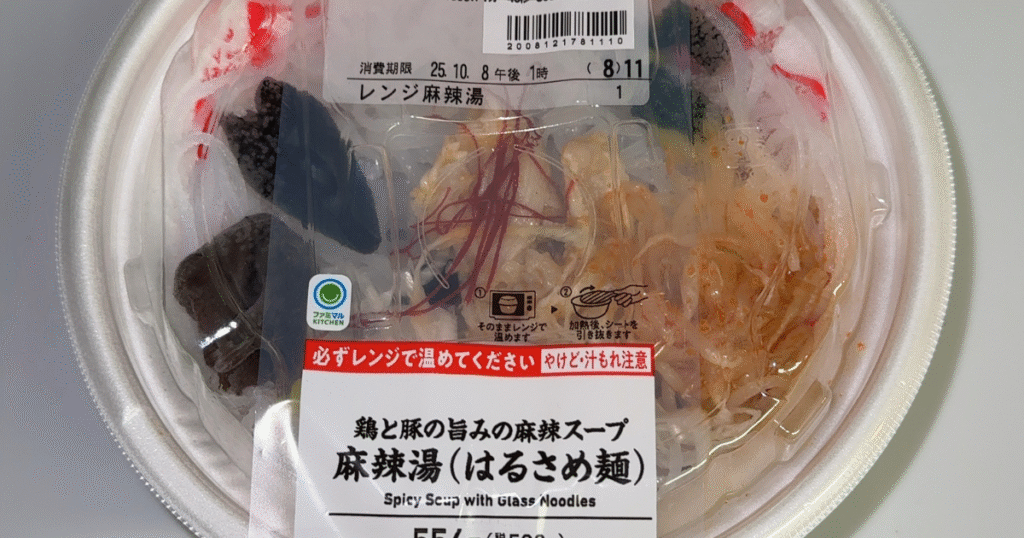 2008121781110
消費期限 25.10. 8午後 1時 (8)11
レンジ麻辣湯 1
ファミマル
KITCHEN
① ②
そのままレンジで
温めます
加熱後、シートを
引き抜きます
必ずレンジで温めてください やけど・汁もれ注意
鶏と豚の旨みの麻辣スープ
麻辣湯(はるさめ麺)
Spicy Soup with Glass Noodles